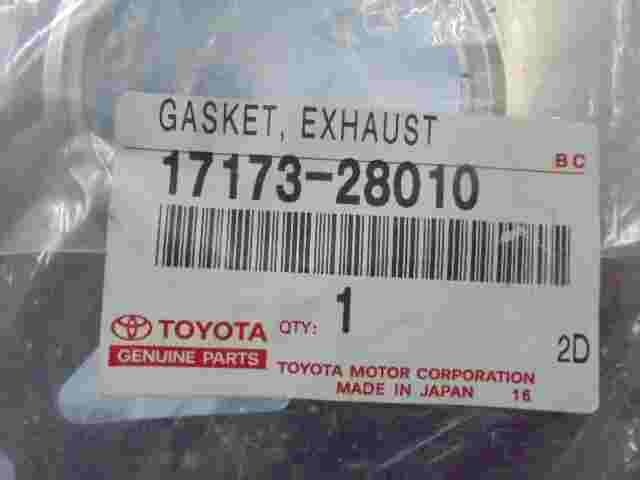 GASKET, EXHAUST
BC
17173-28010
QTY: 1
TOYOTA
GENUINE PARTS
2D
TOYOTA MOTOR CORPORATION
MADE IN JAPAN 16